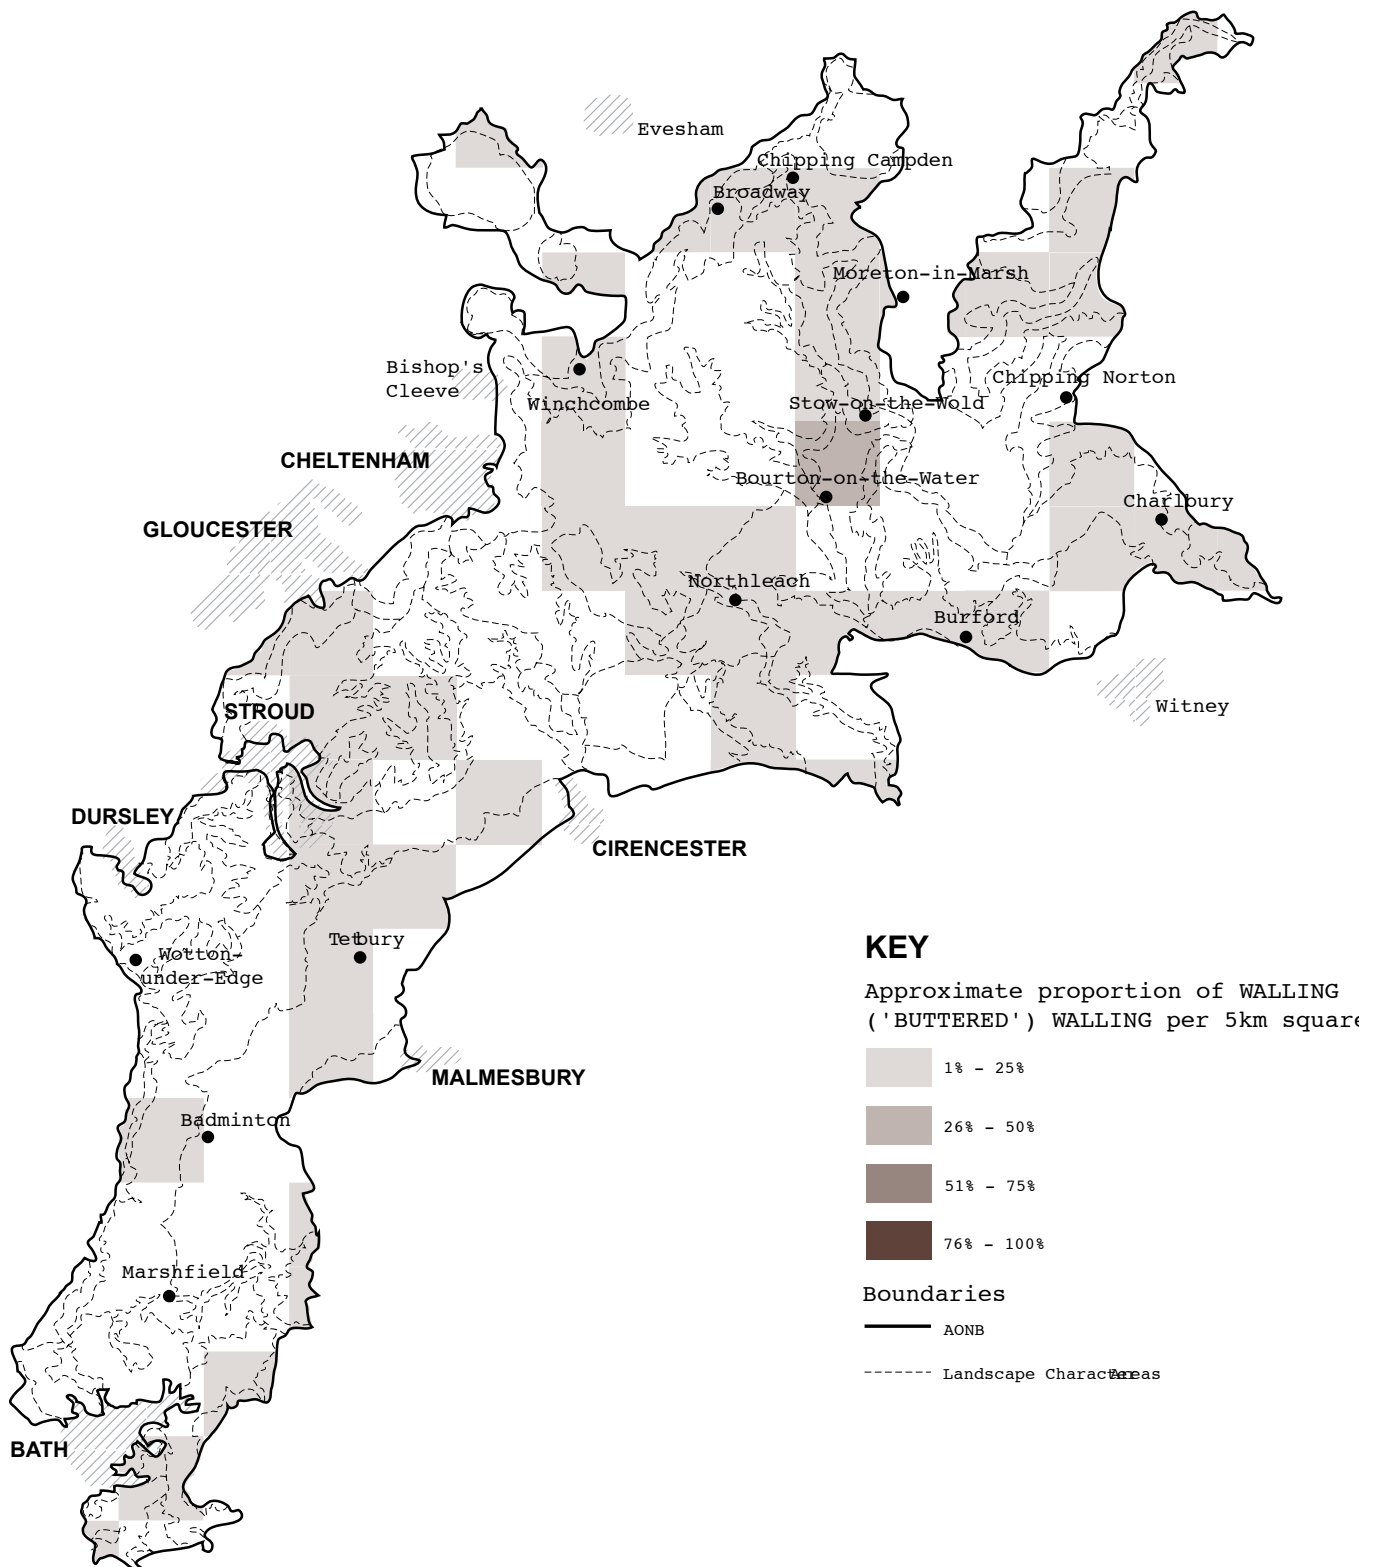 Evesham
Chipping Campden
Broadway
Moreton-in-Marsh
Bishop's
Cleeve
Winchcombe
Chipping Norton
Stow-on-the-Wold
CHELTENHAM
Bourton-on-the-Water
Charlbury
GLOUCESTER
Northleach
Burford
STROUD
Witney
DURSLEY
CIRENCESTER
Tetbury
Wotton-
under-Edge
MALMESBURY
Badminton
Marshfield
BATH
KEY
Approximate proportion of WALLING
('BUTTERED') WALLING per 5km square
1% - 25%
26% - 50%
51% - 75%
76% - 100%
Boundaries
AONB
Landscape Character Areas